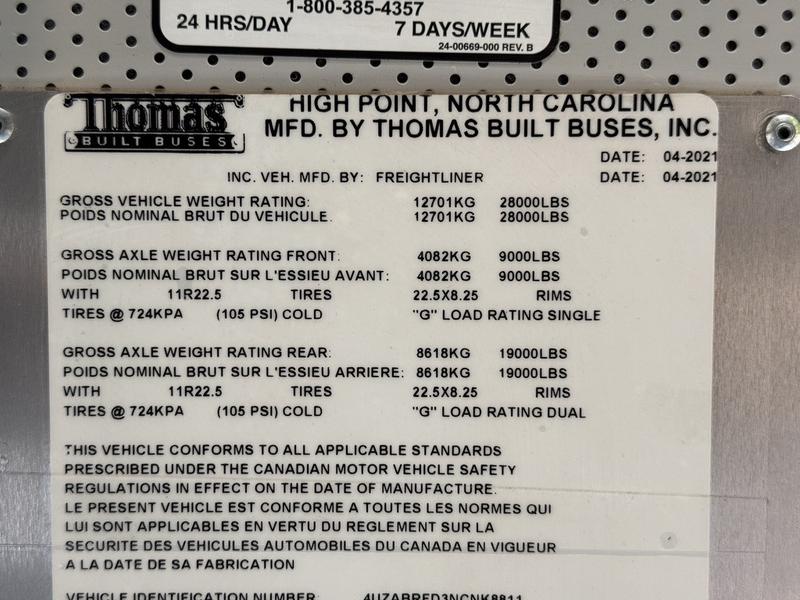 1-800-385-4357
24 HRS/DAY 7 DAYS/WEEK
24-00669-000 REV. B
Thomas
BUILT BUSES
HIGH POINT, NORTH CAROLINA
MFD. BY THOMAS BUILT BUSES, INC.
DATE: 04-2021
INC. VEH. MFD. BY: FREIGHTLINER DATE: 04-2021
GROSS VEHICLE WEIGHT RATING: 12701KG 28000LBS
POIDS NOMINAL BRUT DU VEHICULE. 12701KG 28000LBS
GROSS AXLE WEIGHT RATING FRONT: 4082KG 9000LBS
POIDS NOMINAL BRUT SUR L'ESSIEU AVANT: 4082KG 9000LBS
WITH 11R22.5 TIRES 22.5X8.25 RIMS
TIRES @ 724KPA (105 PSI) COLD "G" LOAD RATING SINGLE
GROSS AXLE WEIGHT RATING REAR: 8618KG 19000LBS
POIDS NOMINAL BRUT SUR L'ESSIEU ARRIERE: 8618KG 19000LBS
WITH 11R22.5 TIRES 22.5X8.25 RIMS
TIRES @ 724KPA (105 PSI) COLD "G" LOAD RATING DUAL
THIS VEHICLE CONFORMS TO ALL APPLICABLE STANDARDS
PRESCRIBED UNDER THE CANADIAN MOTOR VEHICLE SAFETY
REGULATIONS IN EFFECT ON THE DATE OF MANUFACTURE.
LE PRESENT VEHICLE EST CONFORME A TOUTES LES NORMES QUI
LUI SONT APPLICABLES EN VERTU DU REGLEMENT SUR LA
SECURITE DES VEHICULES AUTOMOBILES DU CANADA EN VIGUEUR
A LA DATE DE SA FABRICATION
VEHICLE IDENTIFICATION NUMBER: